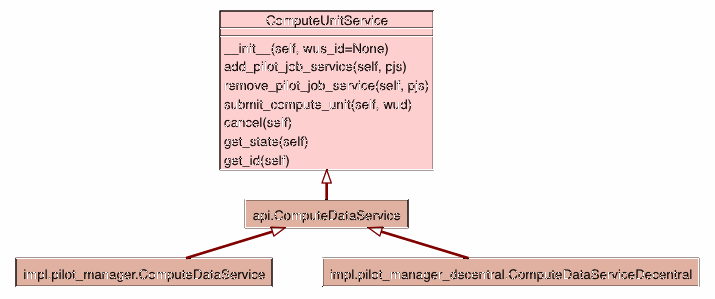 ComputeUnitService
__init__(self, wus_id=None)
add_pilot_job_service(self, pjs)
remove_pilot_job_service(self, pjs)
submit_compute_unit(self, wud)
cancel(self)
get_state(self)
get_id(self)
api.ComputeDataService
impl.pilot_manager.ComputeDataService
impl.pilot_manager_decentral.ComputeDataServiceDecentral